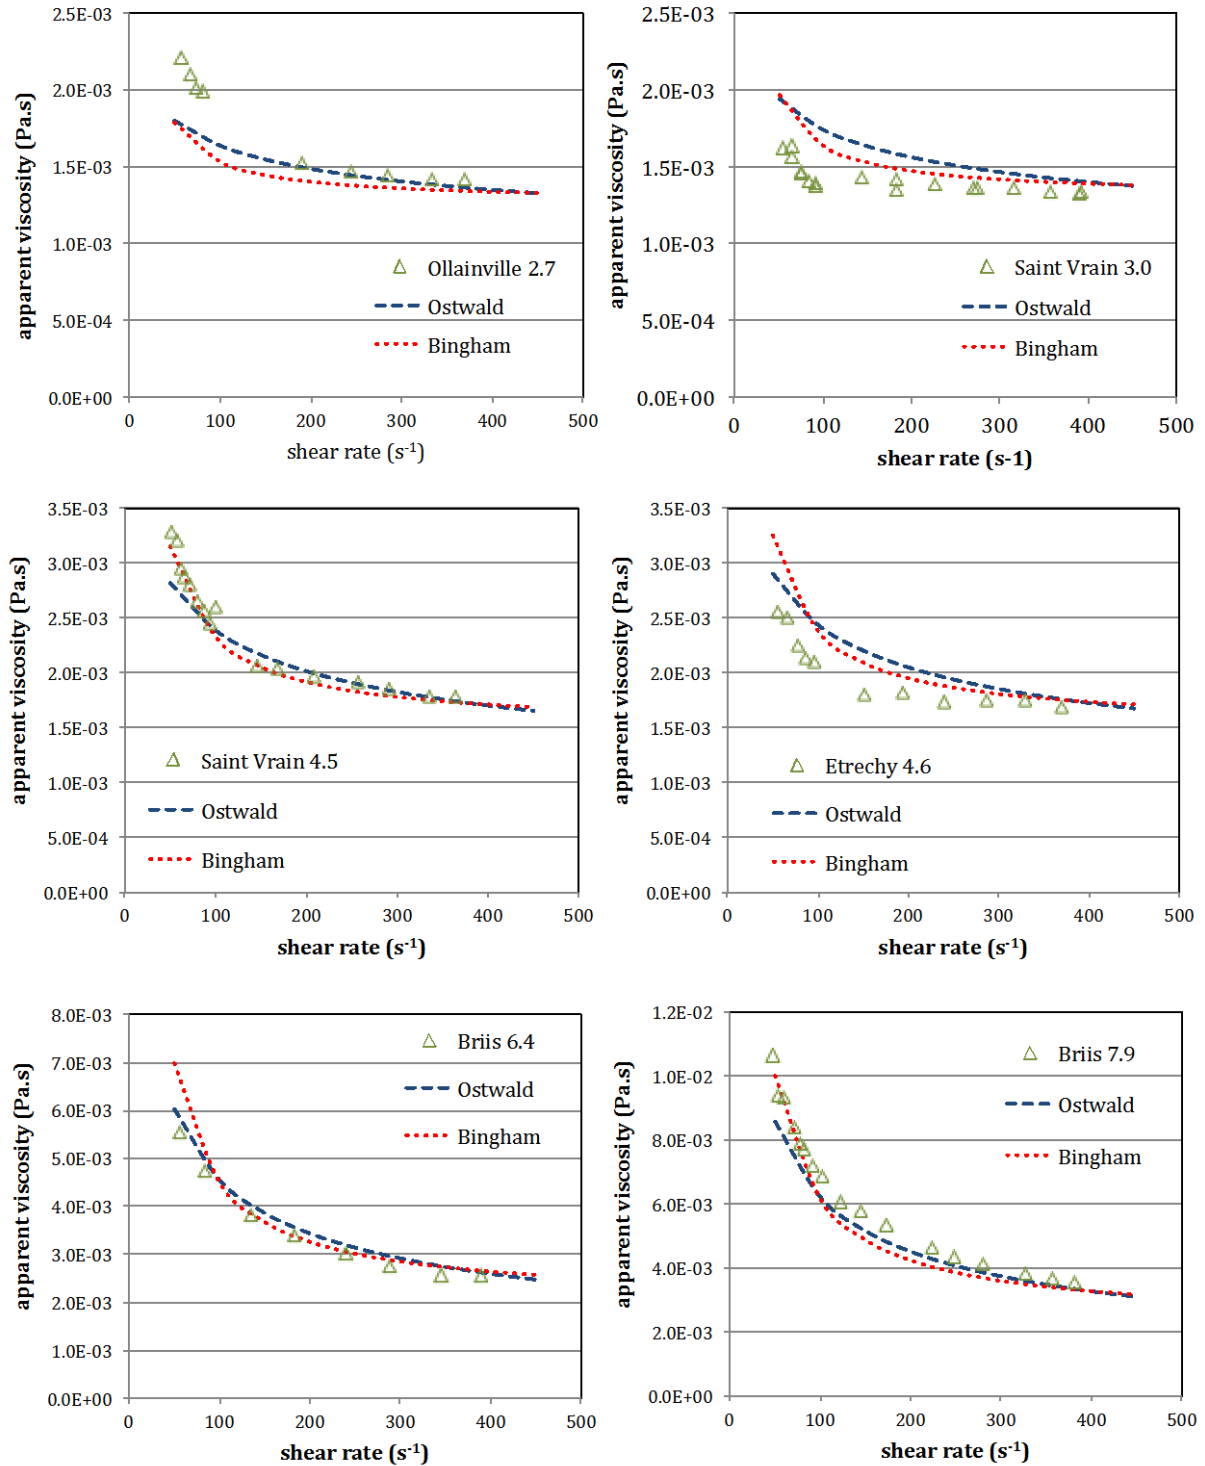 apparent viscosity (Pa.s)
2.5E-03
2.0E-03
1.5E-03
1.0E-03
5.0E-04
0.0E+00
Ollainville 2.7
Ostwald
Bingham
0 100 200 300 400 500
shear rate (s-1)
apparent viscosity (Pa.s)
2.5E-03
2.0E-03
1.5E-03
1.0E-03
5.0E-04
0.0E+00
Saint Vrain 3.0
Ostwald
Bingham
0 100 200 300 400 500
shear rate (s-1)
apparent viscosity (Pa.s)
3.5E-03
3.0E-03
2.5E-03
2.0E-03
1.5E-03
1.0E-03
5.0E-04
0.0E+00
Saint Vrain 4.5
Ostwald
Bingham
0 100 200 300 400 500
shear rate (s-1)
apparent viscosity (Pa.s)
3.5E-03
3.0E-03
2.5E-03
2.0E-03
1.5E-03
1.0E-03
5.0E-04
0.0E+00
Etrechy 4.6
Ostwald
Bingham
0 100 200 300 400 500
shear rate (s-1)
apparent viscosity (Pa.s)
8.0E-03
7.0E-03
6.0E-03
5.0E-03
4.0E-03
3.0E-03
2.0E-03
1.0E-03
0.0E+00
Briis 6.4
Ostwald
Bingham
0 100 200 300 400 500
shear rate (s-1)
apparent viscosity (Pa.s)
1.2E-02
1.0E-02
8.0E-03
6.0E-03
4.0E-03
2.0E-03
0.0E+00
Briis 7.9
Ostwald
Bingham
0 100 200 300 400 500
shear rate (s-1)